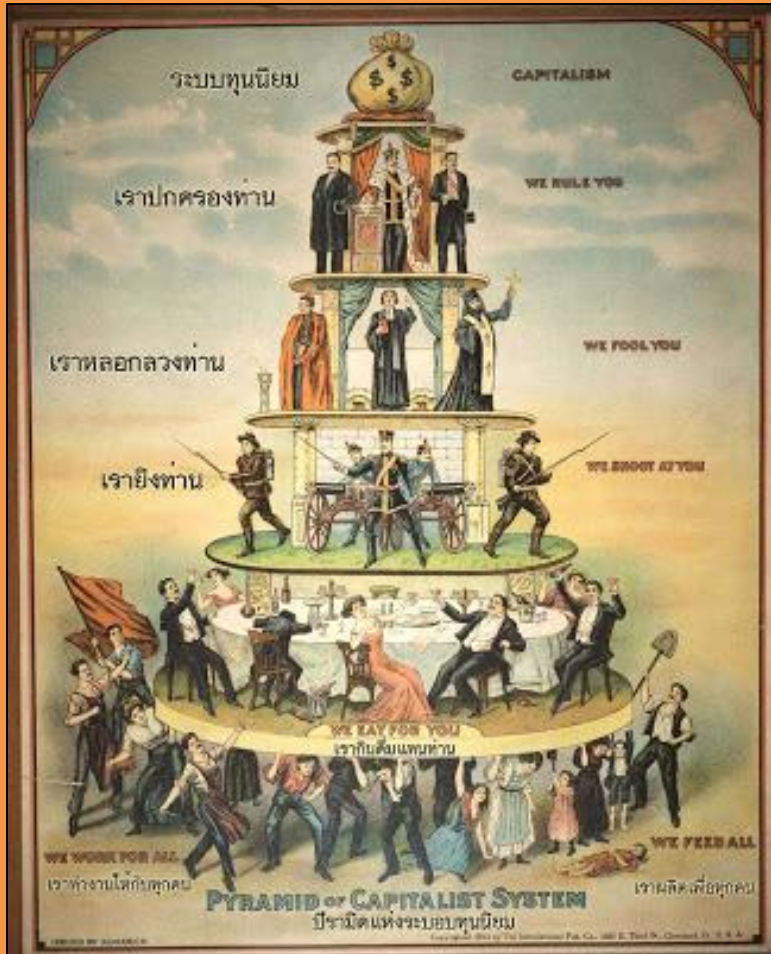 ระบบทุนนิยม
CAPITALISM
เราปกครองท่าน
WE RULE YOU
เราหลอกลวงท่าน
WE FOOL YOU
เรายิงท่าน
WE SHOOT AT YOU
WE EAT FOR YOU
เรากินดื่มแทนท่าน
WE WORK FOR ALL
WE FEED ALL
เราทำงานให้กับทุกคน
เราผลิตเพื่อทุกคน
PYRAMID OF CAPITALIST SYSTEM
ปิรามิดแห่งระบอบทุนนิยม
The International Pub. Co.